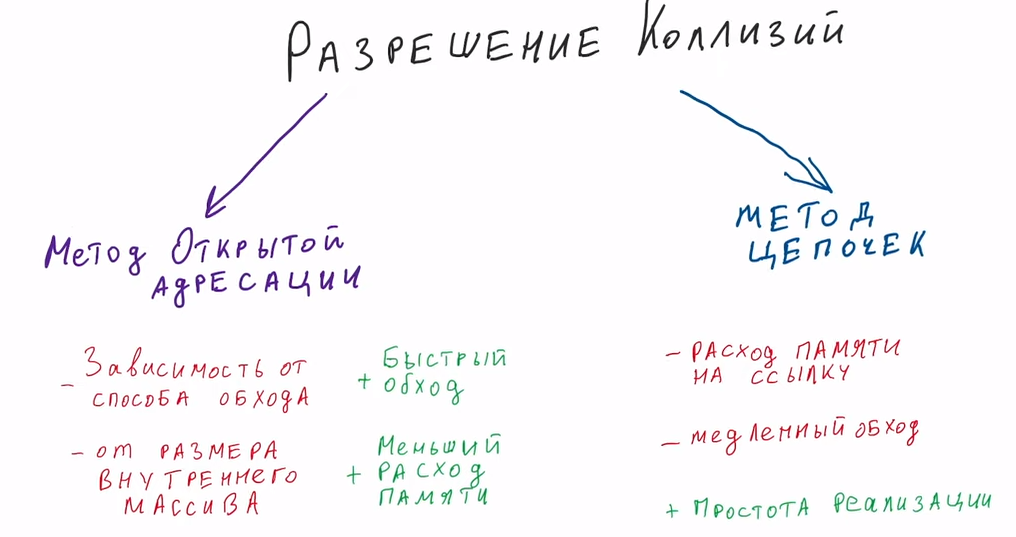 Разрешение Коллизий
Метод Открытой
адресации
- Зависимость от
способа обхода
- от размера
внутреннего
массива
+ Быстрый
обход
+ Меньший
расход
памяти
Метод
цепочек
- расход памяти
на ссылку
- медленный обход
+ Простота реализации